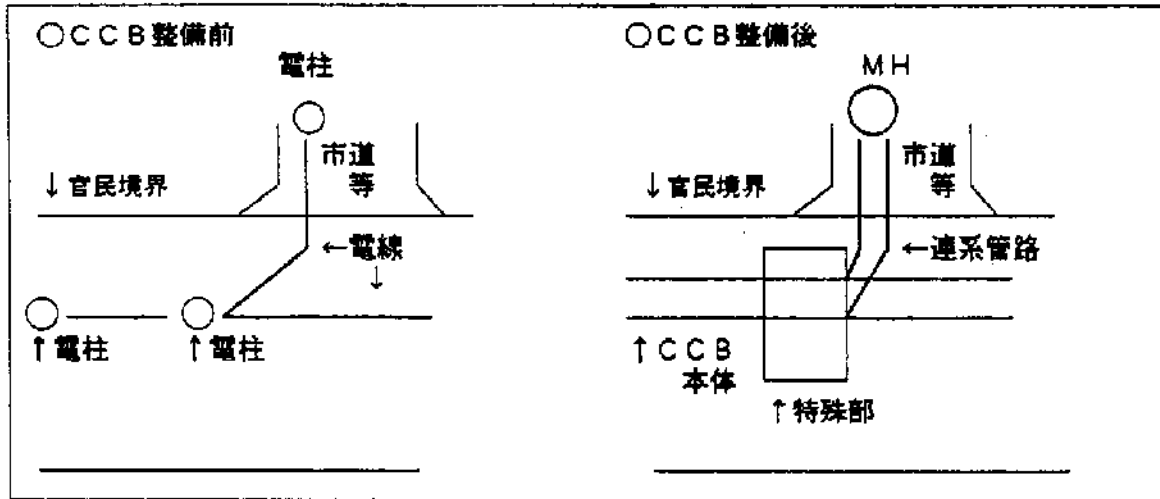 ○ＣＣＢ整備前
電柱
市道
等
↓官民境界
←電線
↓
↑電柱
↑電柱
○ＣＣＢ整備後
ＭＨ
市道
等
↓官民境界
←連系管路
↑ＣＣＢ
本体
↑特殊部